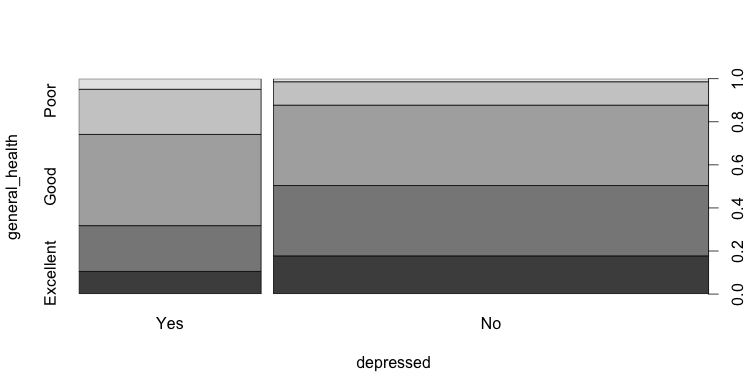 general_health
Poor
Good
Excellent
1.0
0.8
0.6
0.4
0.2
0.0
Yes
No
depressed